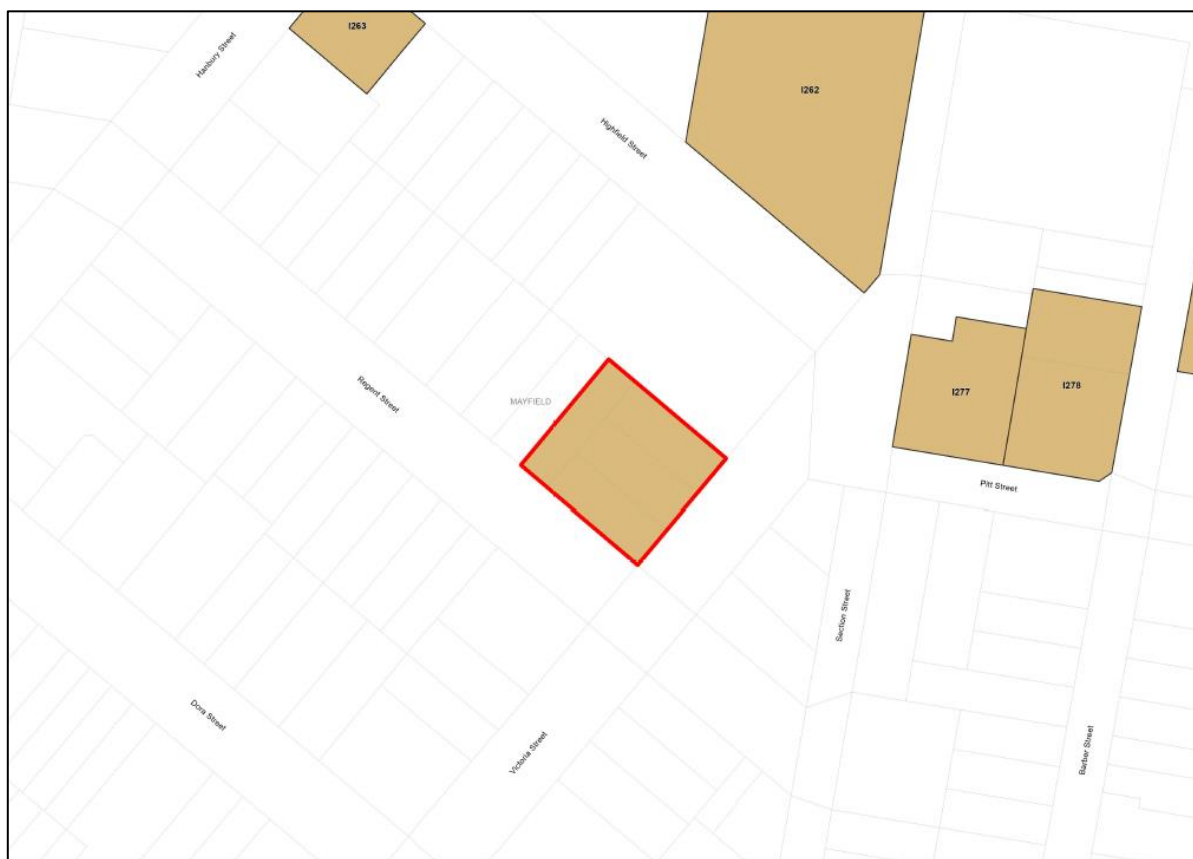 I263
Hanbury Street
I262
Highfield Street
Regent Street
MAYFIELD
I277
I278
Pitt Street
Section Street
Dora Street
Victoria Street
Barber Street